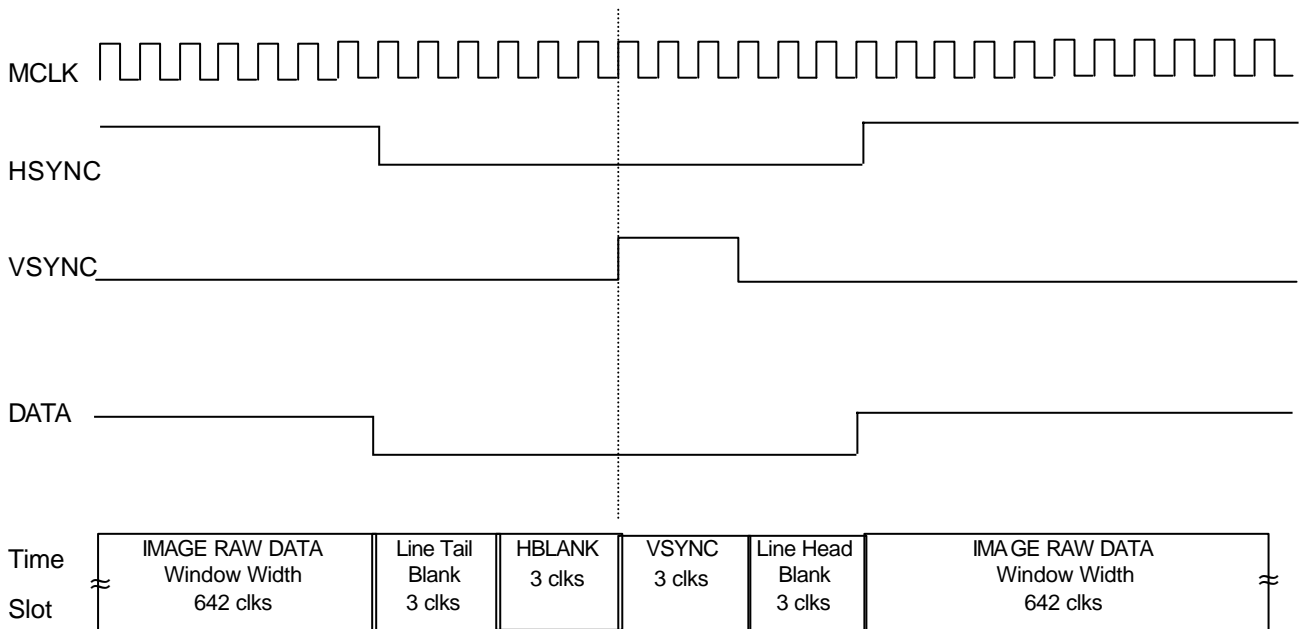 MCLK
HSYNC
VSYNC
DATA
Time
Slot
IMAGE RAW DATA
Window Width
642 clks
Line Tail
Blank
3 clks
HBLANK
3 clks
VSYNC
3 clks
Line Head
Blank
3 clks
IMAGE RAW DATA
Window Width
642 clks